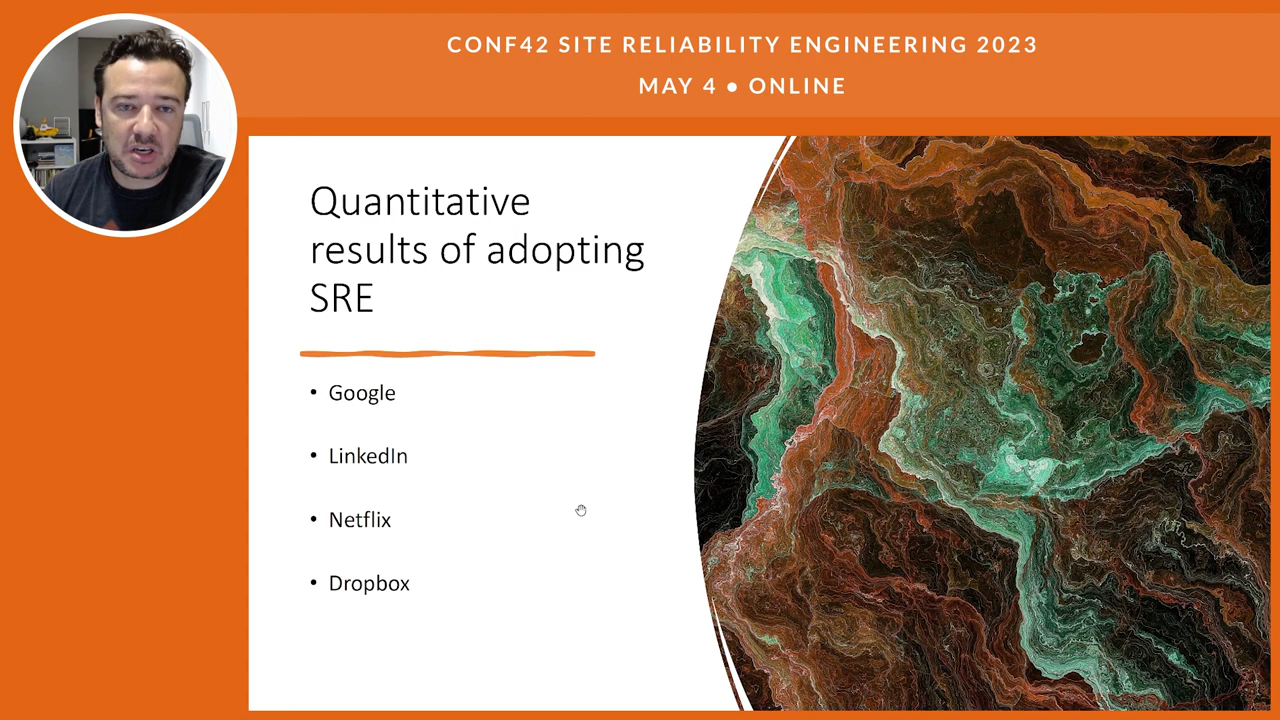 CONF42 SITE RELIABILITY ENGINEERING 2023
MAY 4 • ONLINE
Quantitative
results of adopting
SRE
• Google
• LinkedIn
• Netflix
• Dropbox